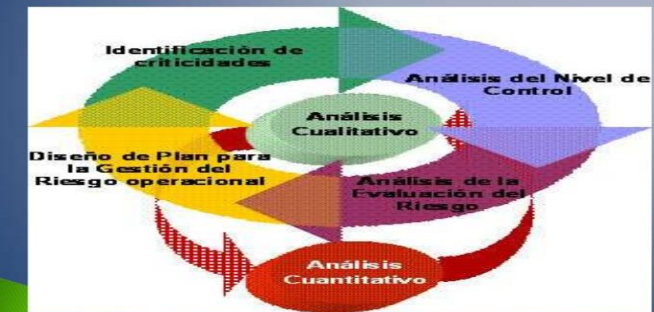 Identificación de
criticidades
Análisis del Nivel de
Control
Análisis
Cualitativo
Diseño de Plan para
la Gestión del
Riesgo operacional
Análisis de la
Evaluación del
Riesgo
Análisis
Cuantitativo